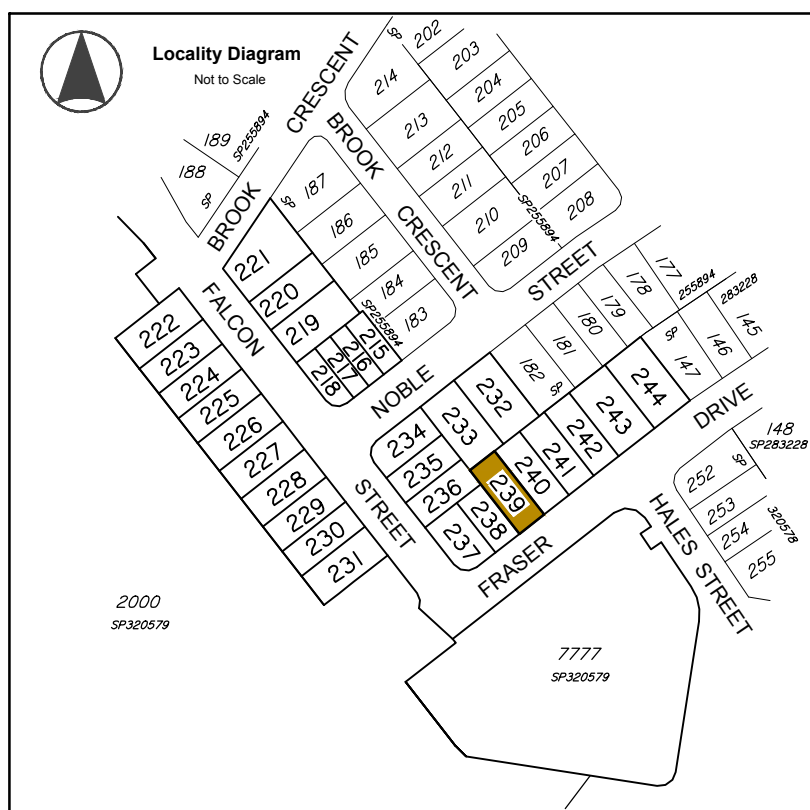 Locality Diagram
Not to Scale
BROOK
CRESCENT
BROOK
CRESCENT
FALCON
STREET
NOBLE
STREET
FRASER
DRIVE
HALES STREET
189
188
SP
SP255894
SP
202
203
204
205
206
207
208
214
213
212
211
210
209
SP255894
SP
187
186
185
184
183
SP255894
221
220
219
218
217
216
215
222
223
224
225
226
227
228
229
230
231
234
235
236
237
238
239
240
241
242
243
244
233
232
182
181
180
179
178
177
SP
255894
SP
147
146
145
283228
148
SP283228
252
SP
253
254
255
320578
2000
SP320579
7777
SP320579